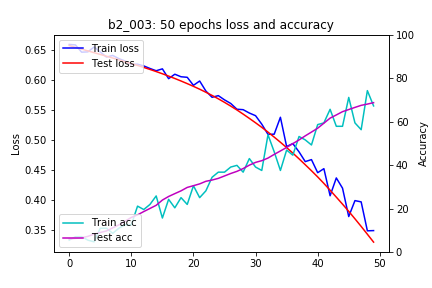 b2_003: 50 epochs loss and accuracy
Train loss
Test loss
Train acc
Test acc
Loss
0.65
0.60
0.55
0.50
0.45
0.40
0.35
Accuracy
100
80
60
40
20
0
0
10
20
30
40
50